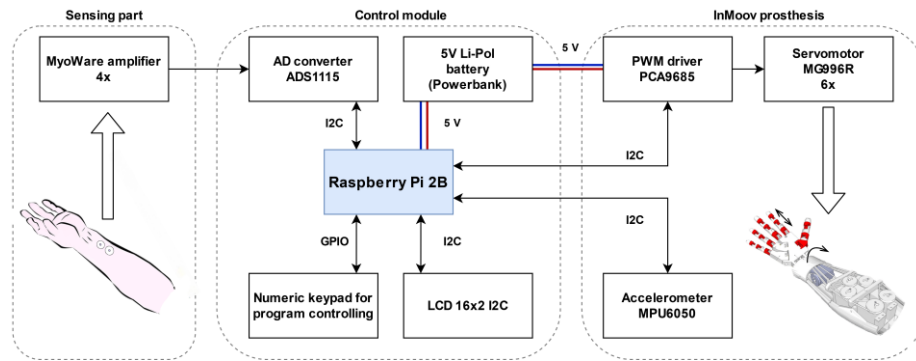 Sensing part
Control module
InMoov prosthesis
MyoWare amplifier
4x
AD converter
ADS1115
5V Li-Pol
battery
(Powerbank)
5 V
PWM driver
PCA9685
Servomotor
MG996R
6x
I2C
5 V
I2C
Raspberry Pi 2B
I2C
GPIO
I2C
Numeric keypad for
program controlling
LCD 16x2 I2C
Accelerometer
MPU6050